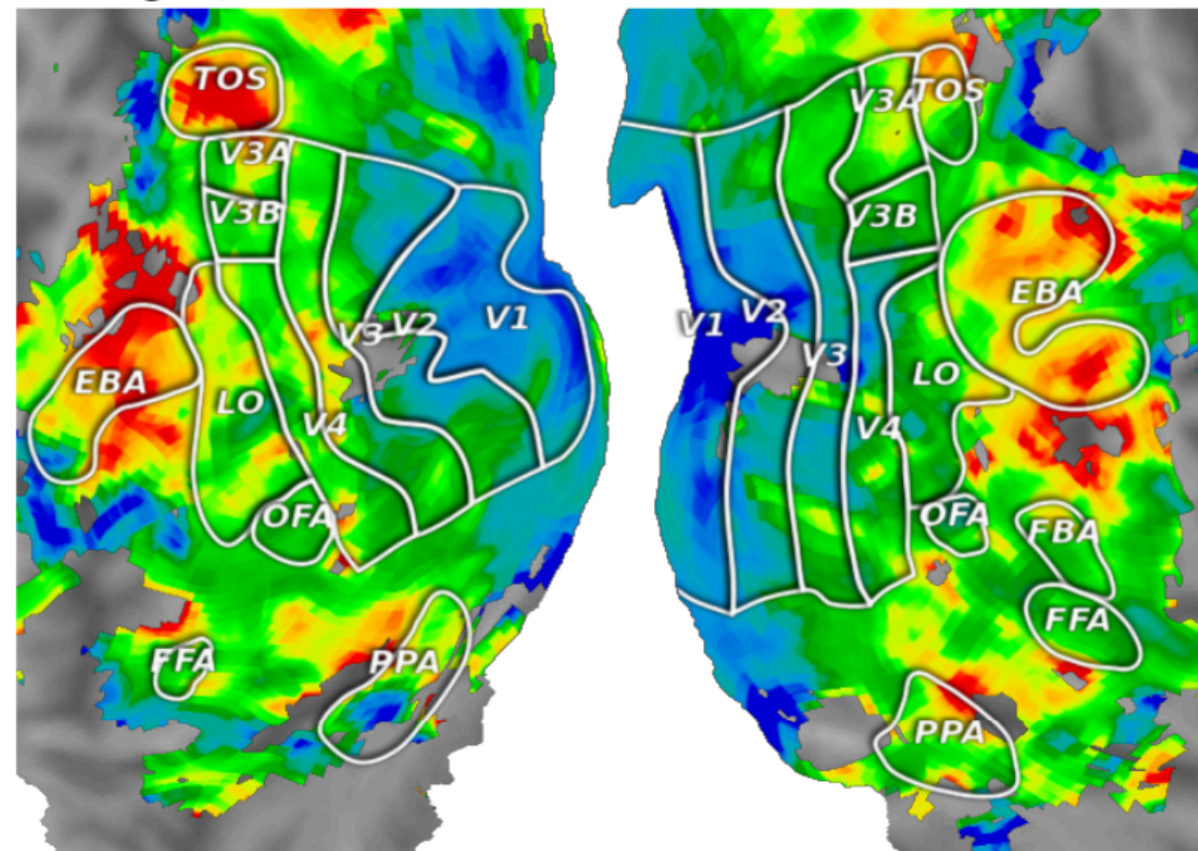 TOS
V3A
V3B
V3 V2 V1
EBA
LO
V4
OFA
FFA
PPA
V3A TOS
V3B
EBA
V1 V2
V3
LO
V4
OFA FBA
FFA
PPA